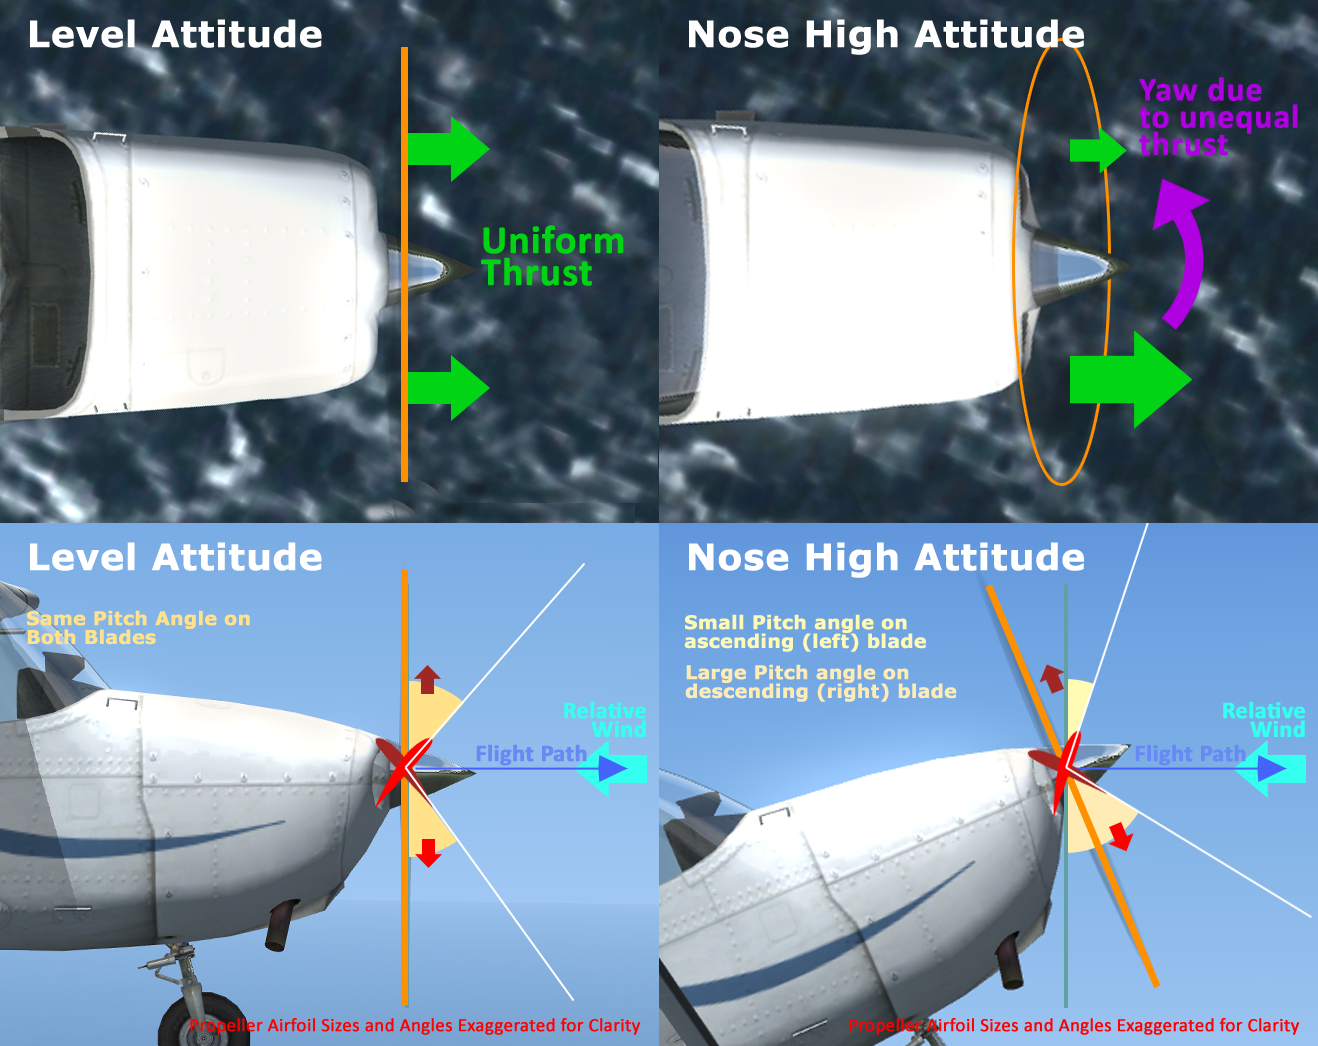 Level Attitude
Uniform
Thrust
Nose High Attitude
Yaw due
to unequal
thrust
Level Attitude
Same Pitch Angle on
Both Blades
Relative
Wind
Flight Path
Propeller Airfoil Sizes and Angles Exaggerated for Clarity
Nose High Attitude
Small Pitch angle on
ascending (left) blade
Large Pitch angle on
descending (right) blade
Relative
Wind
Flight Path
Propeller Airfoil Sizes and Angles Exaggerated for Clarity